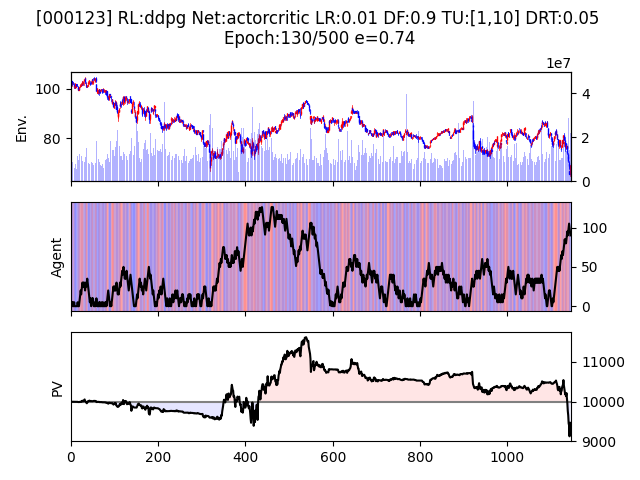 [000123] RL:ddpg Net:actorcritic LR:0.01 DF:0.9 TU:[1,10] DRT:0.05
Epoch:130/500 e=0.74
1e7
100
80
Env.
4
2
0
Agent
100
50
0
PV
11000
10000
9000
0 200 400 600 800 1000